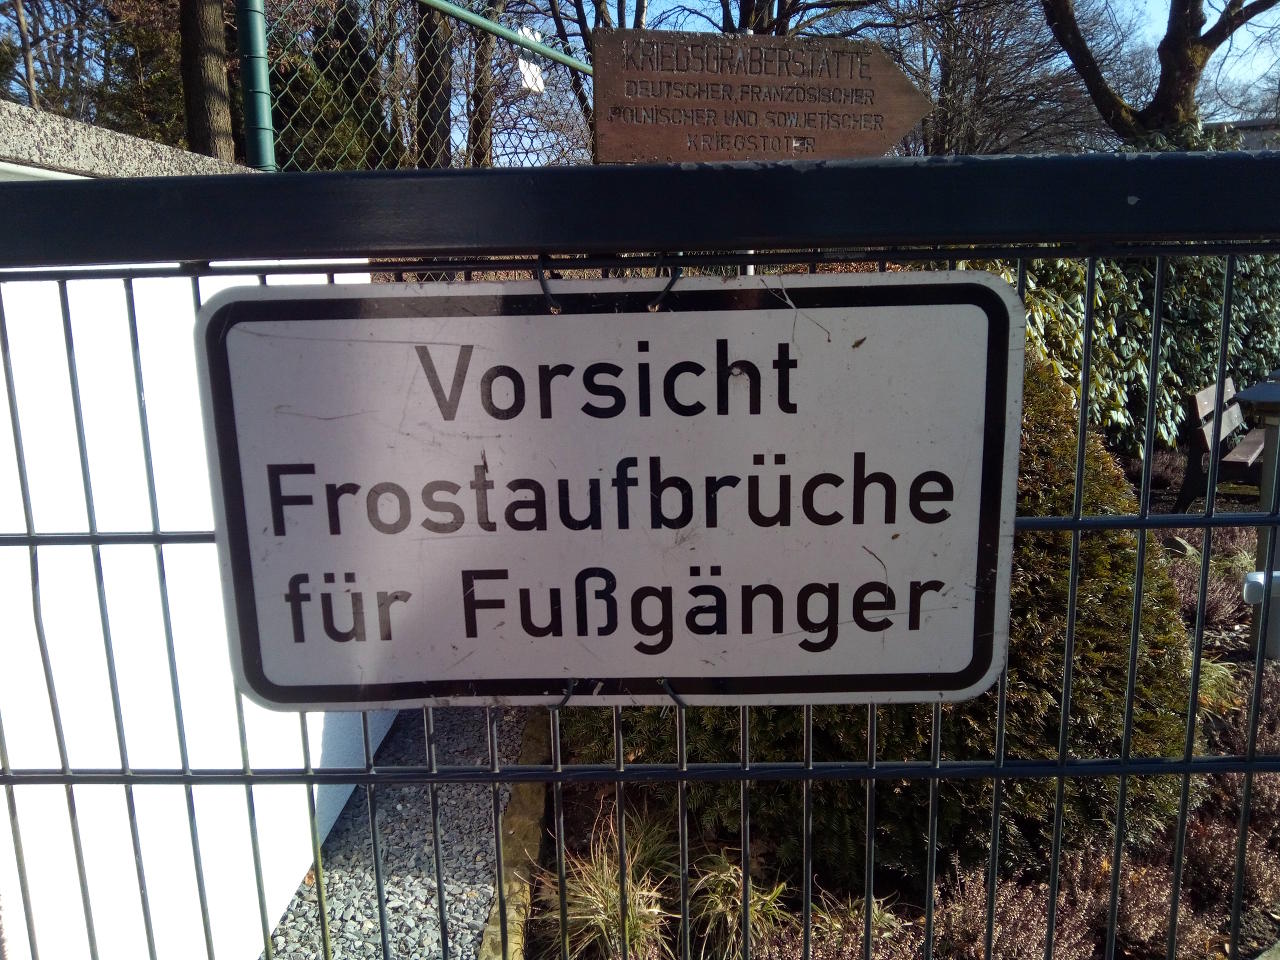 KRIEGSGRÄBERSTÄTTE
DEUTSCHER, FRANZÖSISCHER
POLNISCHER UND SOWJETISCHER
KRIEGSTOTER
Vorsicht
Frostaufbrüche
für Fußgänger